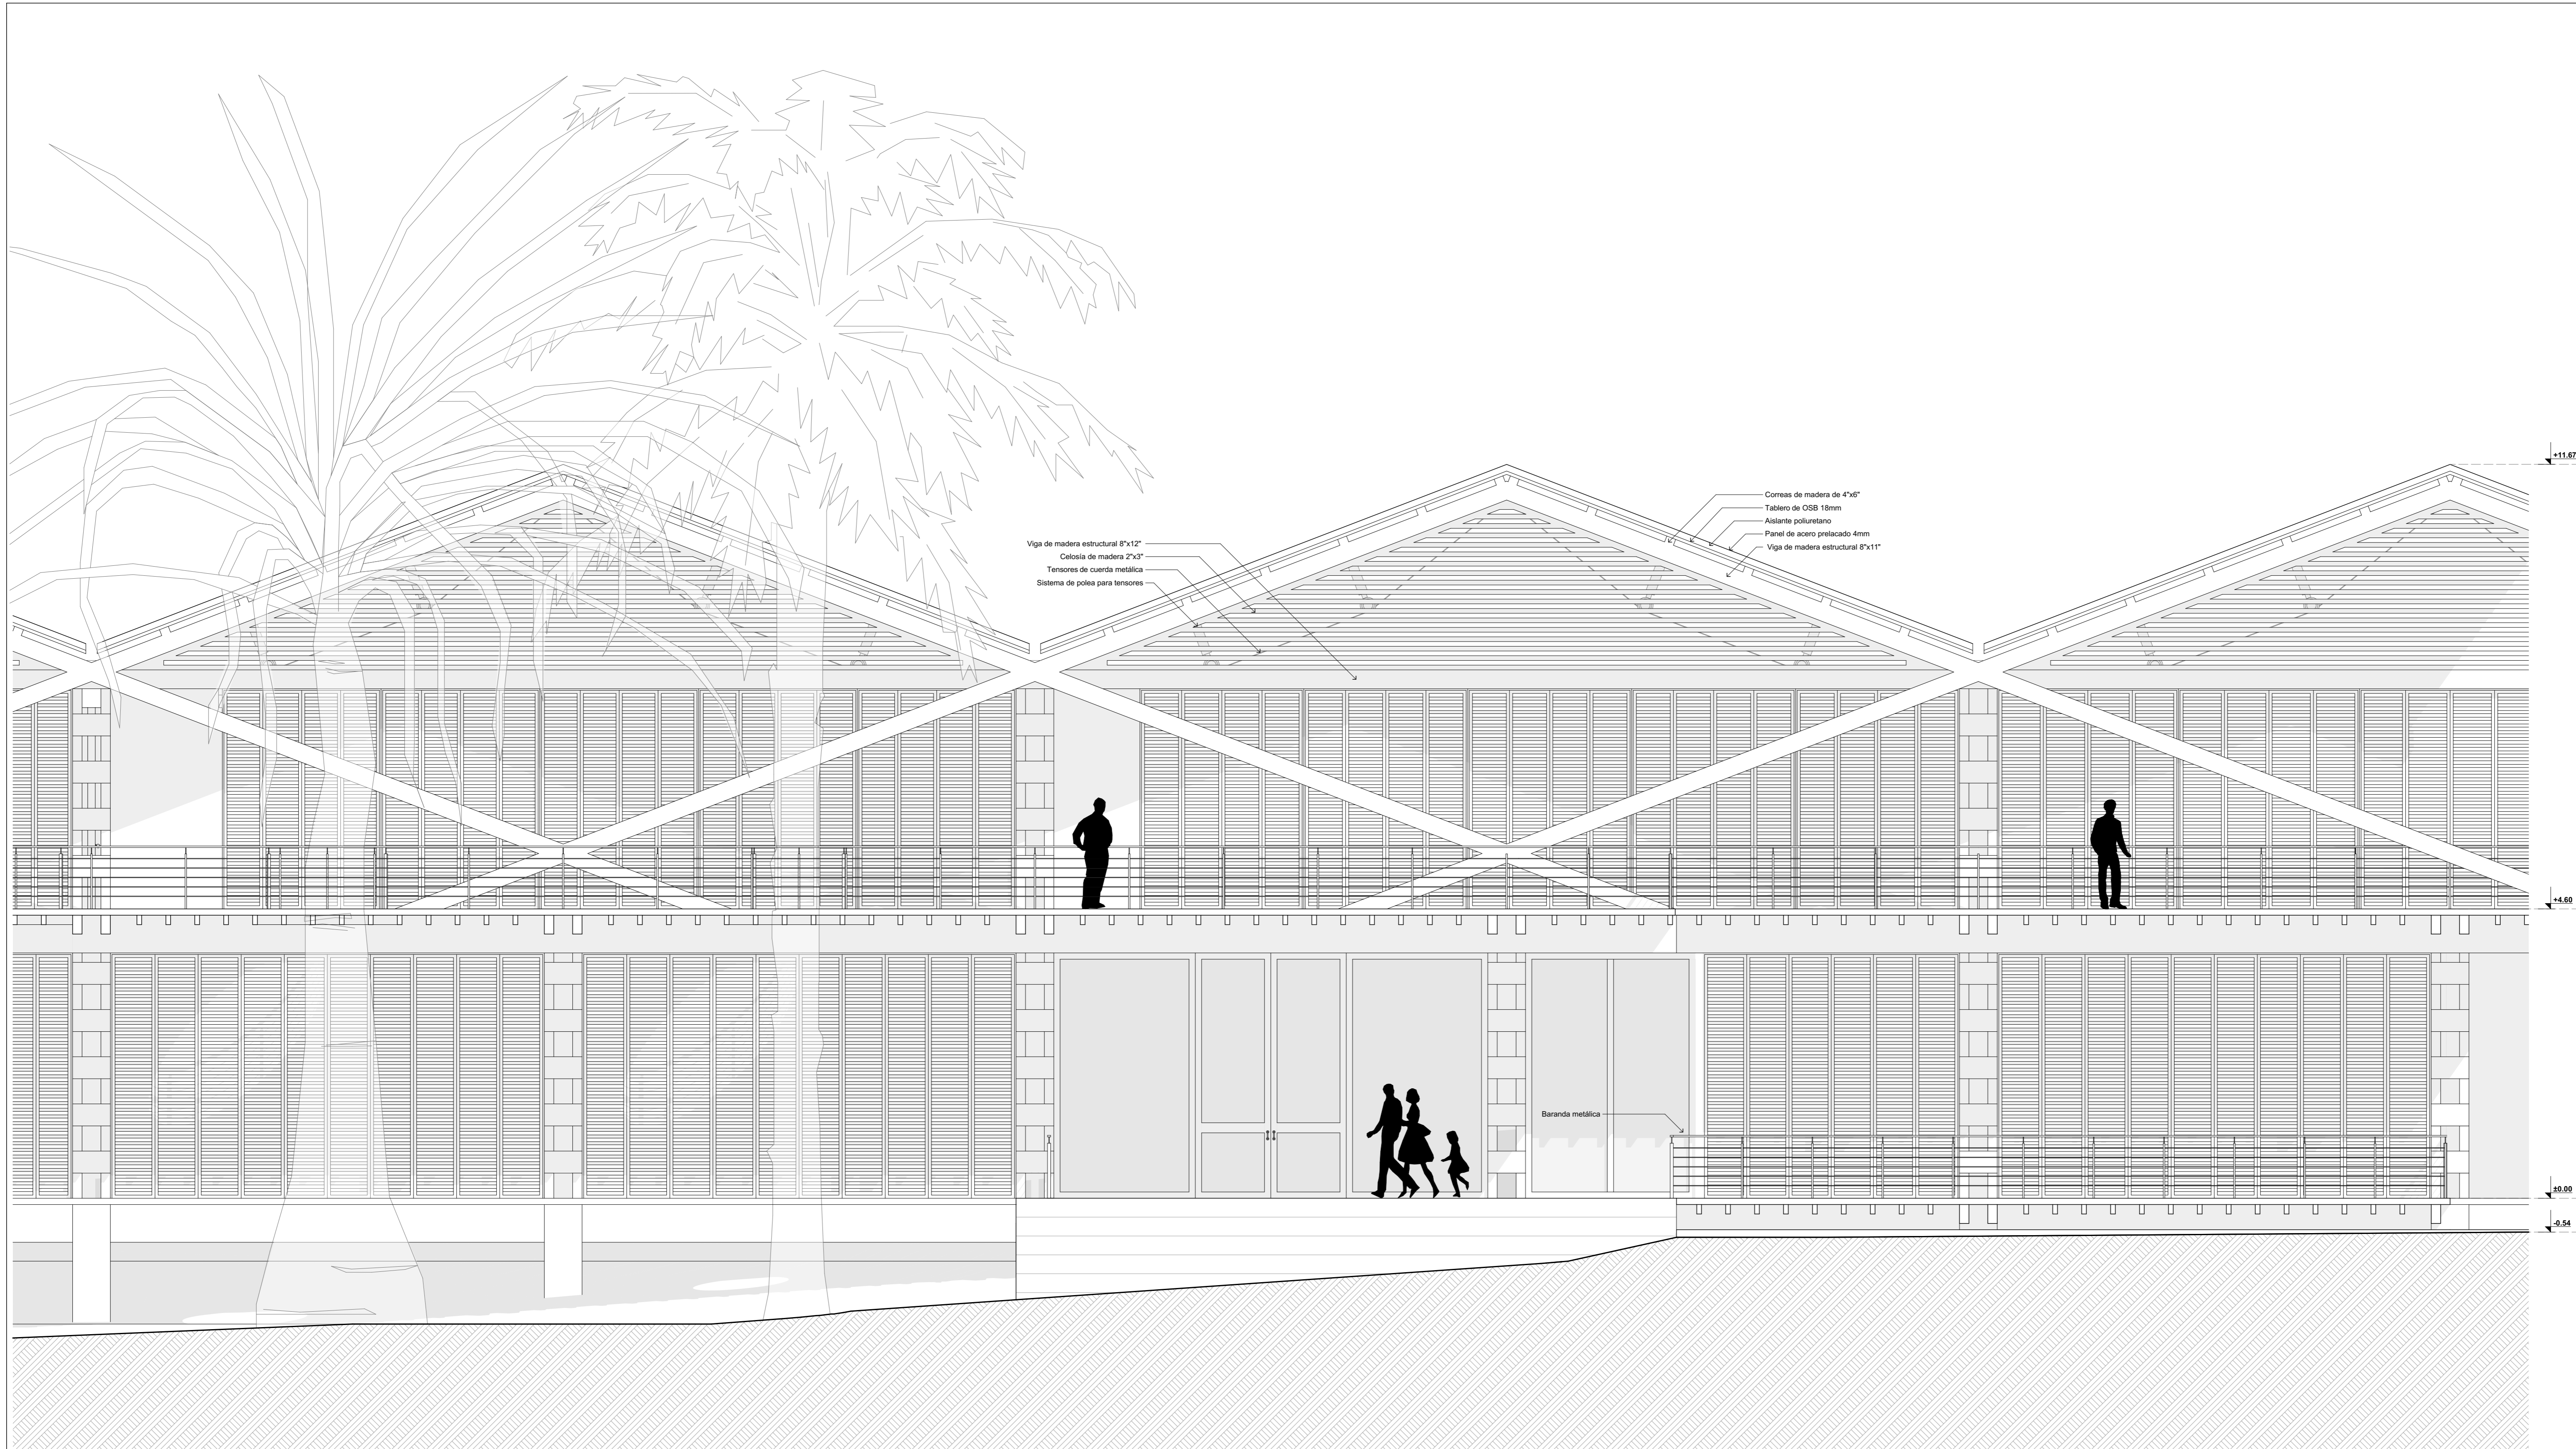 +11.67
Correas de madera de 4"x6"
Tablero de OSB 18mm
Aislante poliuretano
Panel de acero prelacado 4mm
Viga de madera estructural 8"x11"
Viga de madera estructural 8"x12"
Celosía de madera 2"x3"
Tensores de cuerda metálica
Sistema de polea para tensores
+4.60
Baranda metálica
±0.00
-0.54